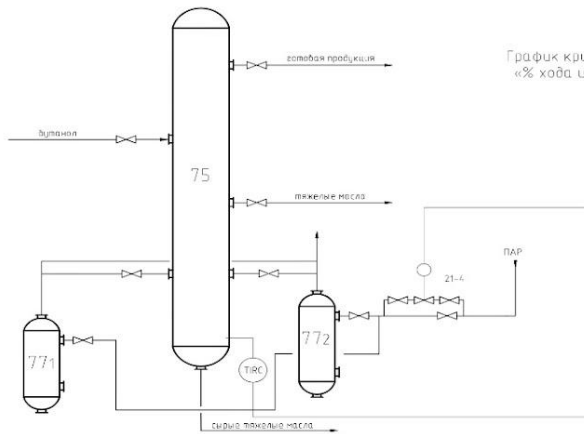 готовая продукция
График кри
«% хода и
бутанол
75
тяжелые масла
ПАР
21-4
77₁
77₂
TIRC
сырые тяжелые масла